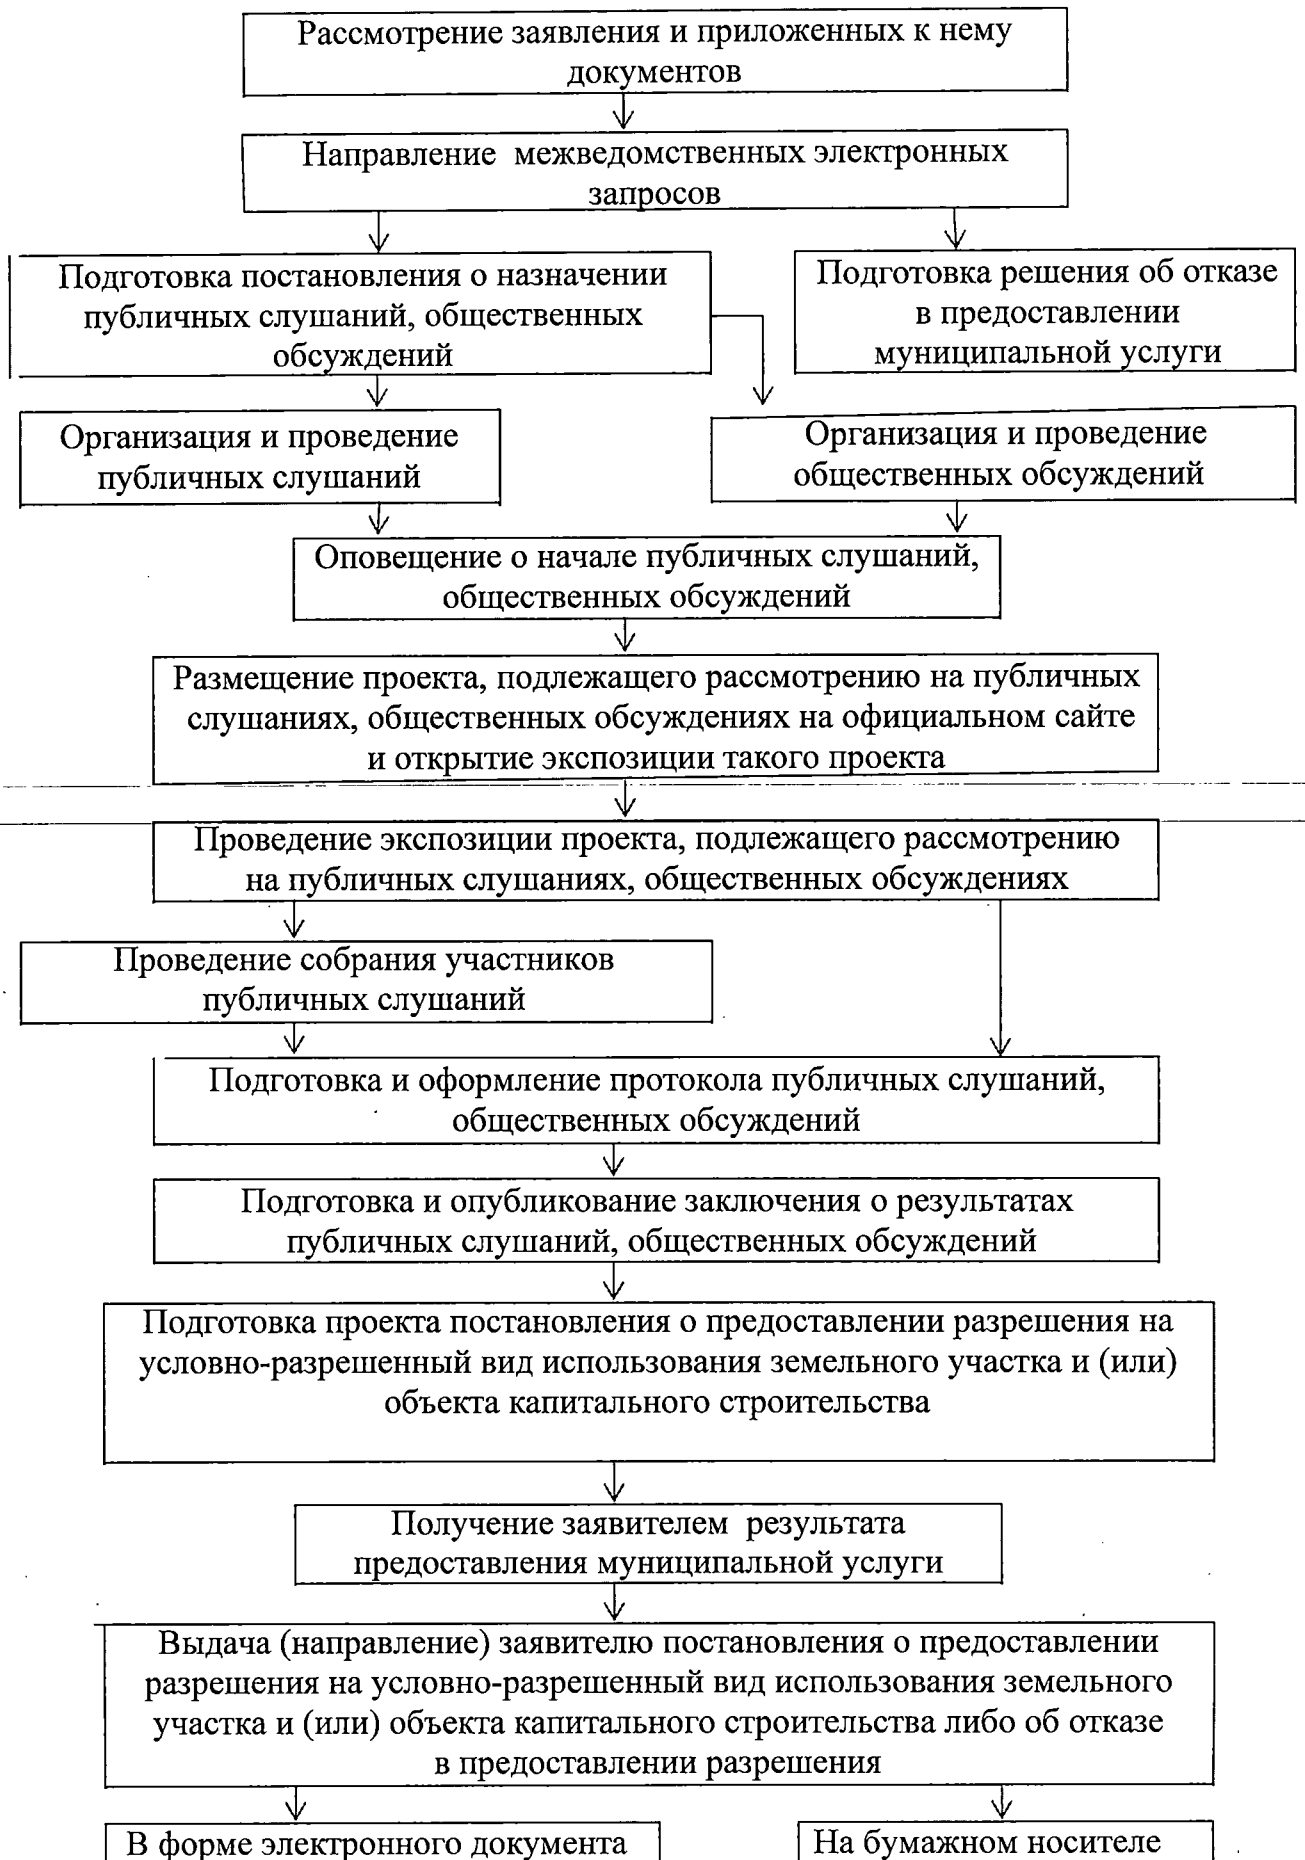 Рассмотрение заявления и приложенных к нему
документов
Направление межведомственных электронных
запросов
Подготовка постановления о назначении
публичных слушаний, общественных
обсуждений
Подготовка решения об отказе
в предоставлении
муниципальной услуги
Организация и проведение
публичных слушаний
Организация и проведение
общественных обсуждений
Оповещение о начале публичных слушаний,
общественных обсуждений
Размещение проекта, подлежащего рассмотрению на публичных
слушаниях, общественных обсуждениях на официальном сайте
и открытие экспозиции такого проекта
Проведение экспозиции проекта, подлежащего рассмотрению
на публичных слушаниях, общественных обсуждениях
Проведение собрания участников
публичных слушаний
Подготовка и оформление протокола публичных слушаний,
общественных обсуждений
Подготовка и опубликование заключения о результатах
публичных слушаний, общественных обсуждений
Подготовка проекта постановления о предоставлении разрешения на
условно-разрешенный вид использования земельного участка и (или)
объекта капитального строительства
Получение заявителем результата
предоставления муниципальной услуги
Выдача (направление) заявителю постановления о предоставлении
разрешения на условно-разрешенный вид использования земельного
участка и (или) объекта капитального строительства либо об отказе
в предоставлении разрешения
В форме электронного документа
На бумажном носителе